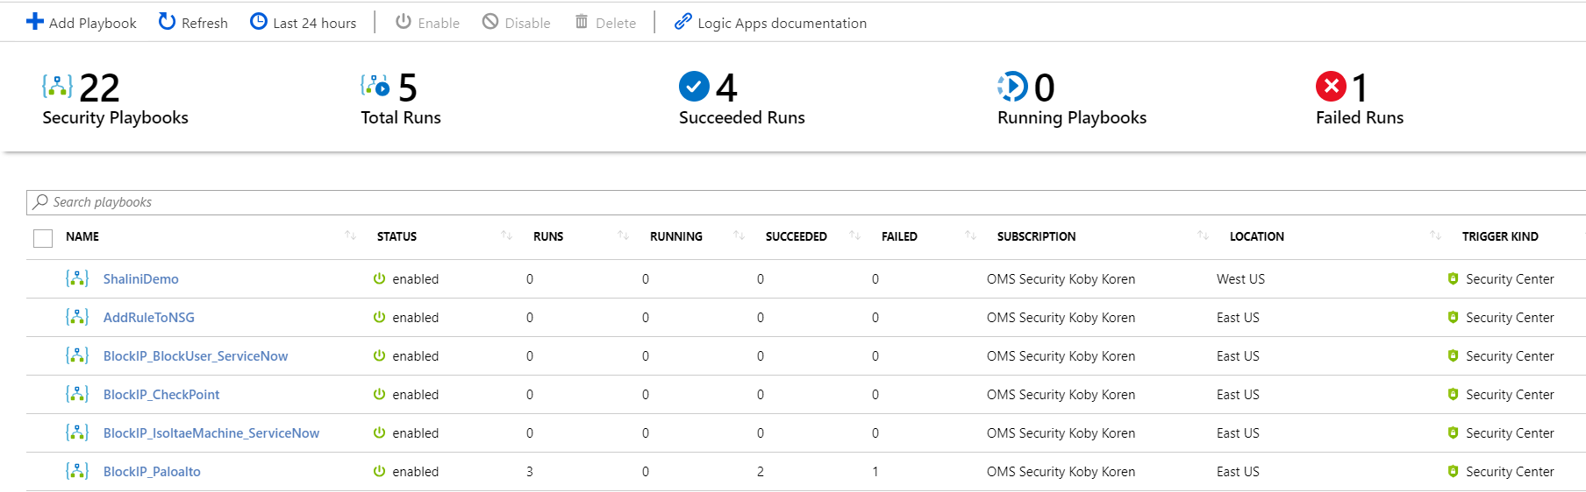 Add Playbook Refresh Last 24 hours Enable Disable Delete Logic Apps documentation
22 5 4 0 1
Security Playbooks Total Runs Succeeded Runs Running Playbooks Failed Runs
Search playbooks
NAME STATUS RUNS RUNNING SUCCEEDED FAILED SUBSCRIPTION LOCATION TRIGGER KIND
ShaliniDemo enabled 0 0 0 0 OMS Security Koby Koren West US Security Center
AddRuleToNSG enabled 0 0 0 0 OMS Security Koby Koren East US Security Center
BlockIP_BlockUser_ServiceNow enabled 0 0 0 0 OMS Security Koby Koren East US Security Center
BlockIP_CheckPoint enabled 0 0 0 0 OMS Security Koby Koren East US Security Center
BlockIP_IsoltaeMachine_ServiceNow enabled 0 0 0 0 OMS Security Koby Koren East US Security Center
BlockIP_Paloalto enabled 3 0 2 1 OMS Security Koby Koren East US Security Center